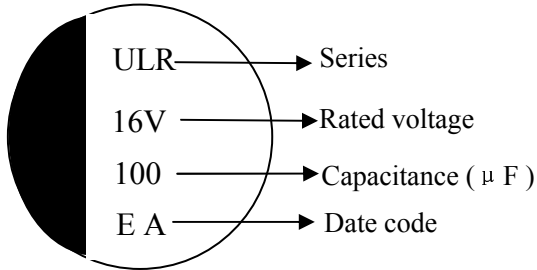 ULR Series
16V Rated voltage
100 Capacitance ( μ F )
E A Date code